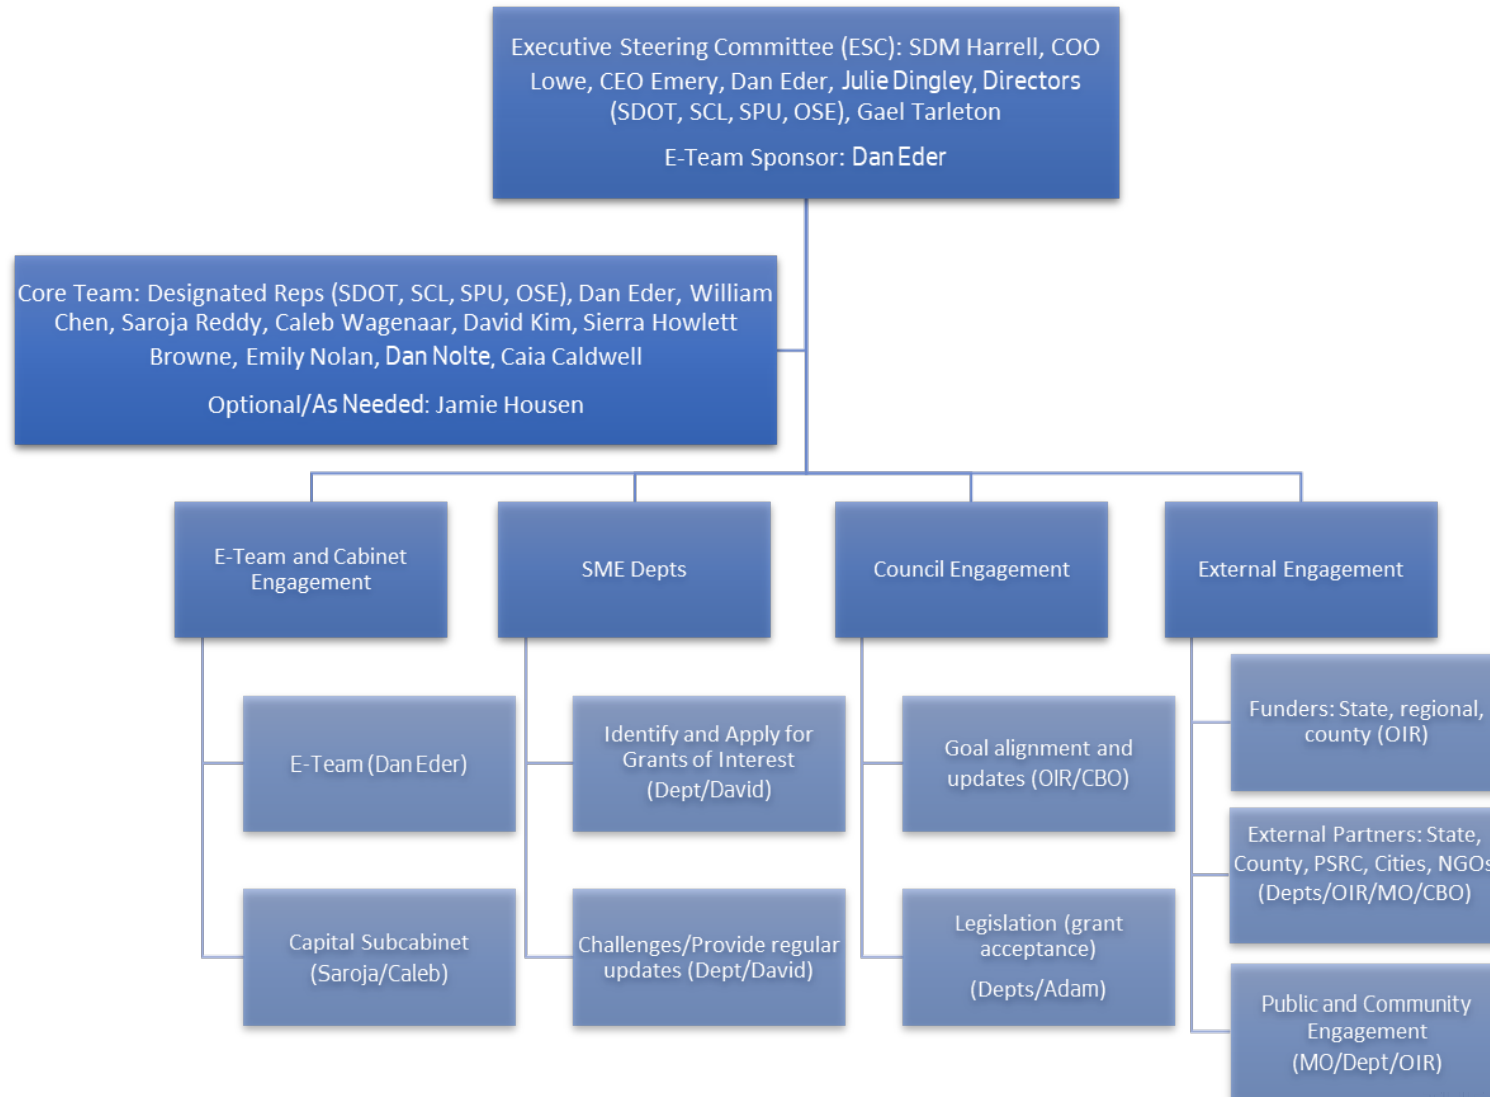 Executive Steering Committee (ESC): SDM Harrell, COO
Lowe, CEO Emery, Dan Eder, Julie Dingley, Directors
(SDOT, SCL, SPU, OSE), Gael Tarleton
E-Team Sponsor: Dan Eder
Core Team: Designated Reps (SDOT, SCL, SPU, OSE), Dan Eder, William
Chen, Saroja Reddy, Caleb Wagenaar, David Kim, Sierra Howlett
Browne, Emily Nolan, Dan Nolte, Caia Caldwell
Optional/As Needed: Jamie Housen
E-Team and Cabinet
Engagement
E-Team (Dan Eder)
Capital Subcabinet
(Saroja/Caleb)
SME Depts
Identify and Apply for
Grants of Interest
(Dept/David)
Challenges/Provide regular
updates (Dept/David)
Council Engagement
Goal alignment and
updates (OIR/CBO)
Legislation (grant
acceptance)
(Depts/Adam)
External Engagement
Funders: State, regional,
county (OIR)
External Partners: State,
County, PSRC, Cities, NGOs
(Depts/OIR/MO/CBO)
Public and Community
Engagement
(MO/Dept/OIR)